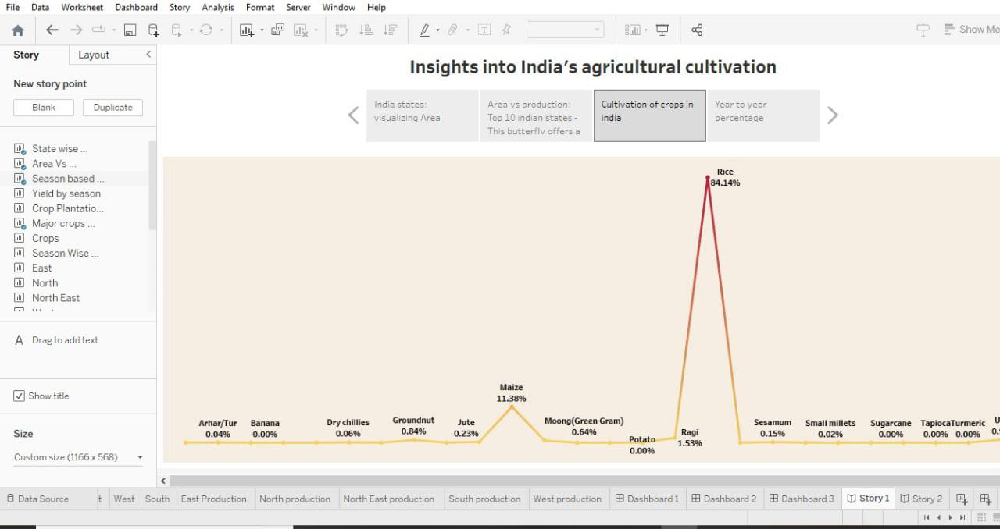 File Data Worksheet Dashboard Story Analysis Format Server Window Help
Show Me
Story Layout
New story point
Blank Duplicate
State wise ...
Area Vs ...
Season based ...
Yield by season
Crop Plantatio...
Major crops ...
Crops
Season Wise ...
East
North
North East
A Drag to add text
Show title
Size
Custom size (1166 x 568)
Insights into India’s agricultural cultivation
India states:
visualizing Area
Area vs production:
Top 10 indian states -
This butterfly offers a
Cultivation of crops in
india
Year to year
percentage
Rice
84.14%
Maize
11.38%
Arhar/Tur
0.04%
Banana
0.00%
Dry chillies
0.06%
Groundnut
0.84%
Jute
0.23%
Moong(Green Gram)
0.64%
Potato
0.00%
Ragi
1.53%
Sesamum
0.15%
Small millets
0.02%
Sugarcane
0.00%
Tapioca
0.00%
Turmeric
0.00%
Data Source t West South East Production North production North East production South production West production Dashboard 1 Dashboard 2 Dashboard 3 Story 1 Story 2